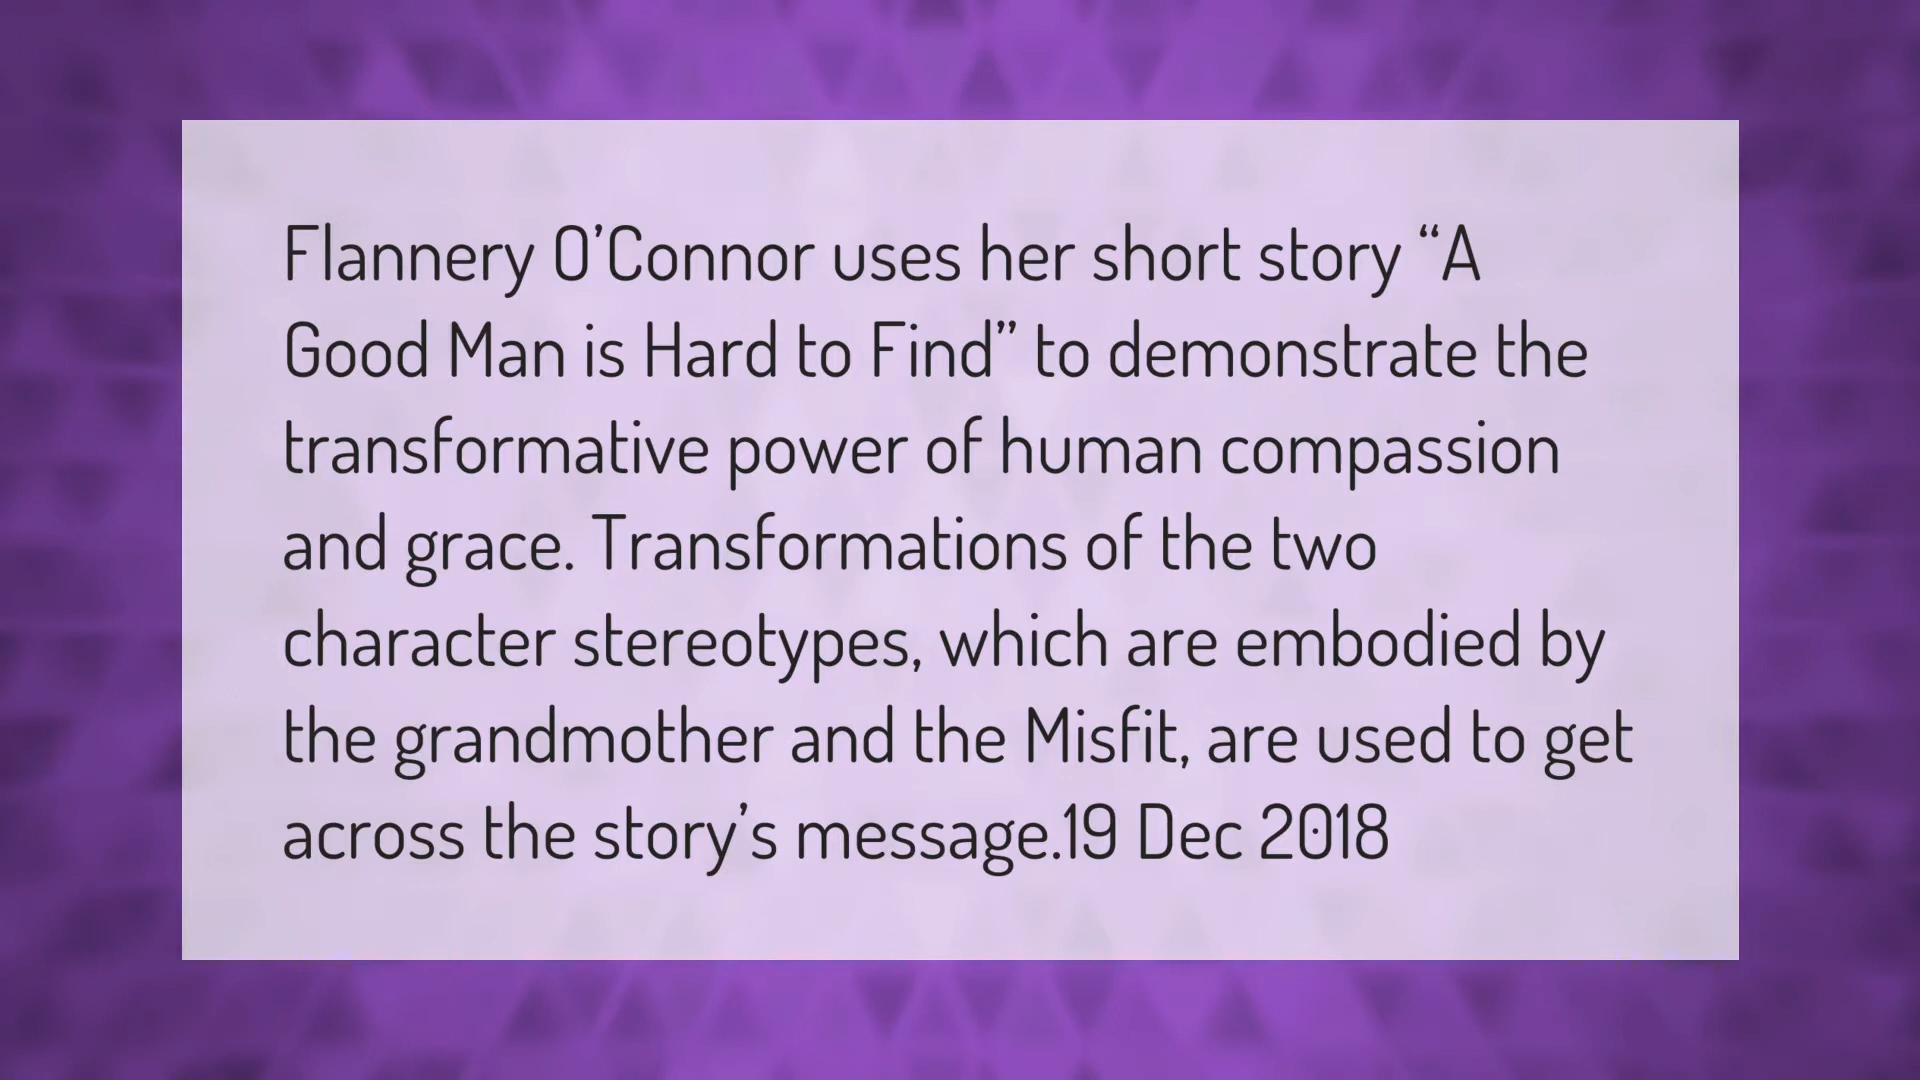 Flannery O’Connor uses her short story “A
Good Man is Hard to Find” to demonstrate the
transformative power of human compassion
and grace. Transformations of the two
character stereotypes, which are embodied by
the grandmother and the Misfit, are used to get
across the story’s message.19 Dec 2018